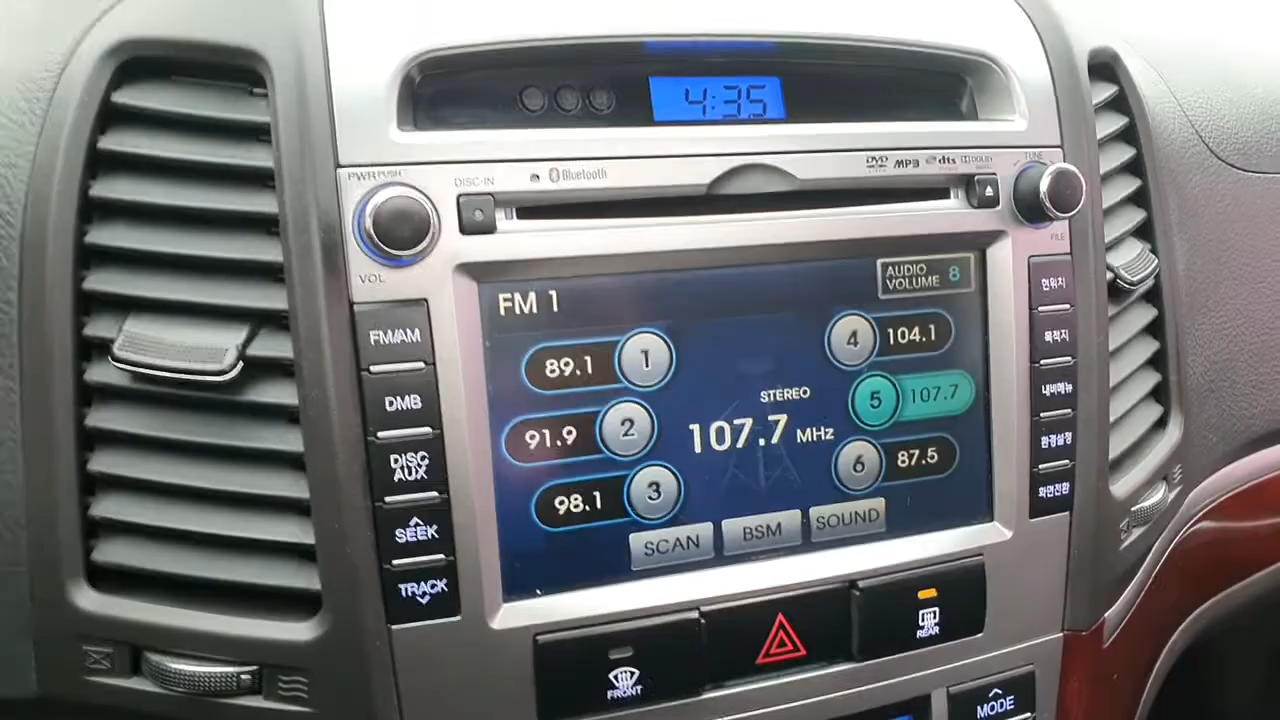 4:35
PWR PUSH
DISC-IN
Bluetooth
DVD
MP3
dts
DOLBY
TUNE
VOL
FILE
FM/AM
DMB
DISC
AUX
SEEK
TRACK
FM 1
AUDIO
VOLUME 8
89.1 1
91.9 2
98.1 3
STEREO
107.7 MHz
4 104.1
5 107.7
6 87.5
SCAN
BSM
SOUND
현위치
목적지
내비메뉴
환경설정
화면전환
FRONT
REAR
MODE